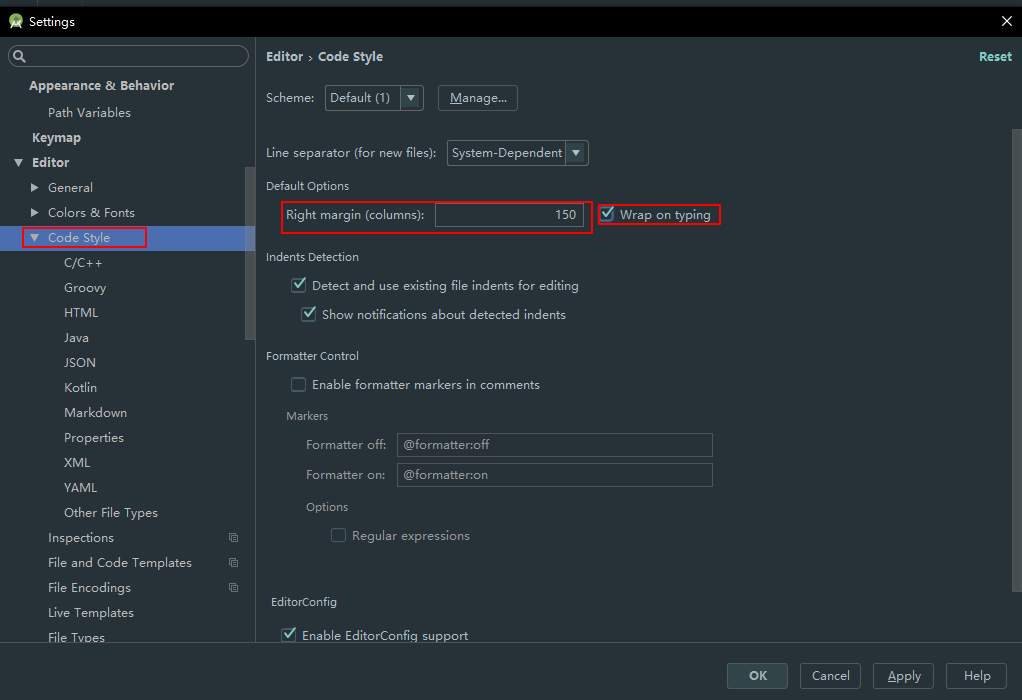 Settings
Appearance & Behavior
Path Variables
Keymap
Editor
General
Colors & Fonts
Code Style
C/C++
Groovy
HTML
Java
JSON
Kotlin
Markdown
Properties
XML
YAML
Other File Types
Inspections
File and Code Templates
File Encodings
Live Templates
File Types
Editor › Code Style
Reset
Scheme: Default (1) Manage...
Line separator (for new files): System-Dependent
Default Options
Right margin (columns): 150 Wrap on typing
Indents Detection
Detect and use existing file indents for editing
Show notifications about detected indents
Formatter Control
Enable formatter markers in comments
Markers
Formatter off: @formatter:off
Formatter on: @formatter:on
Options
Regular expressions
EditorConfig
Enable EditorConfig support
OK Cancel Apply Help